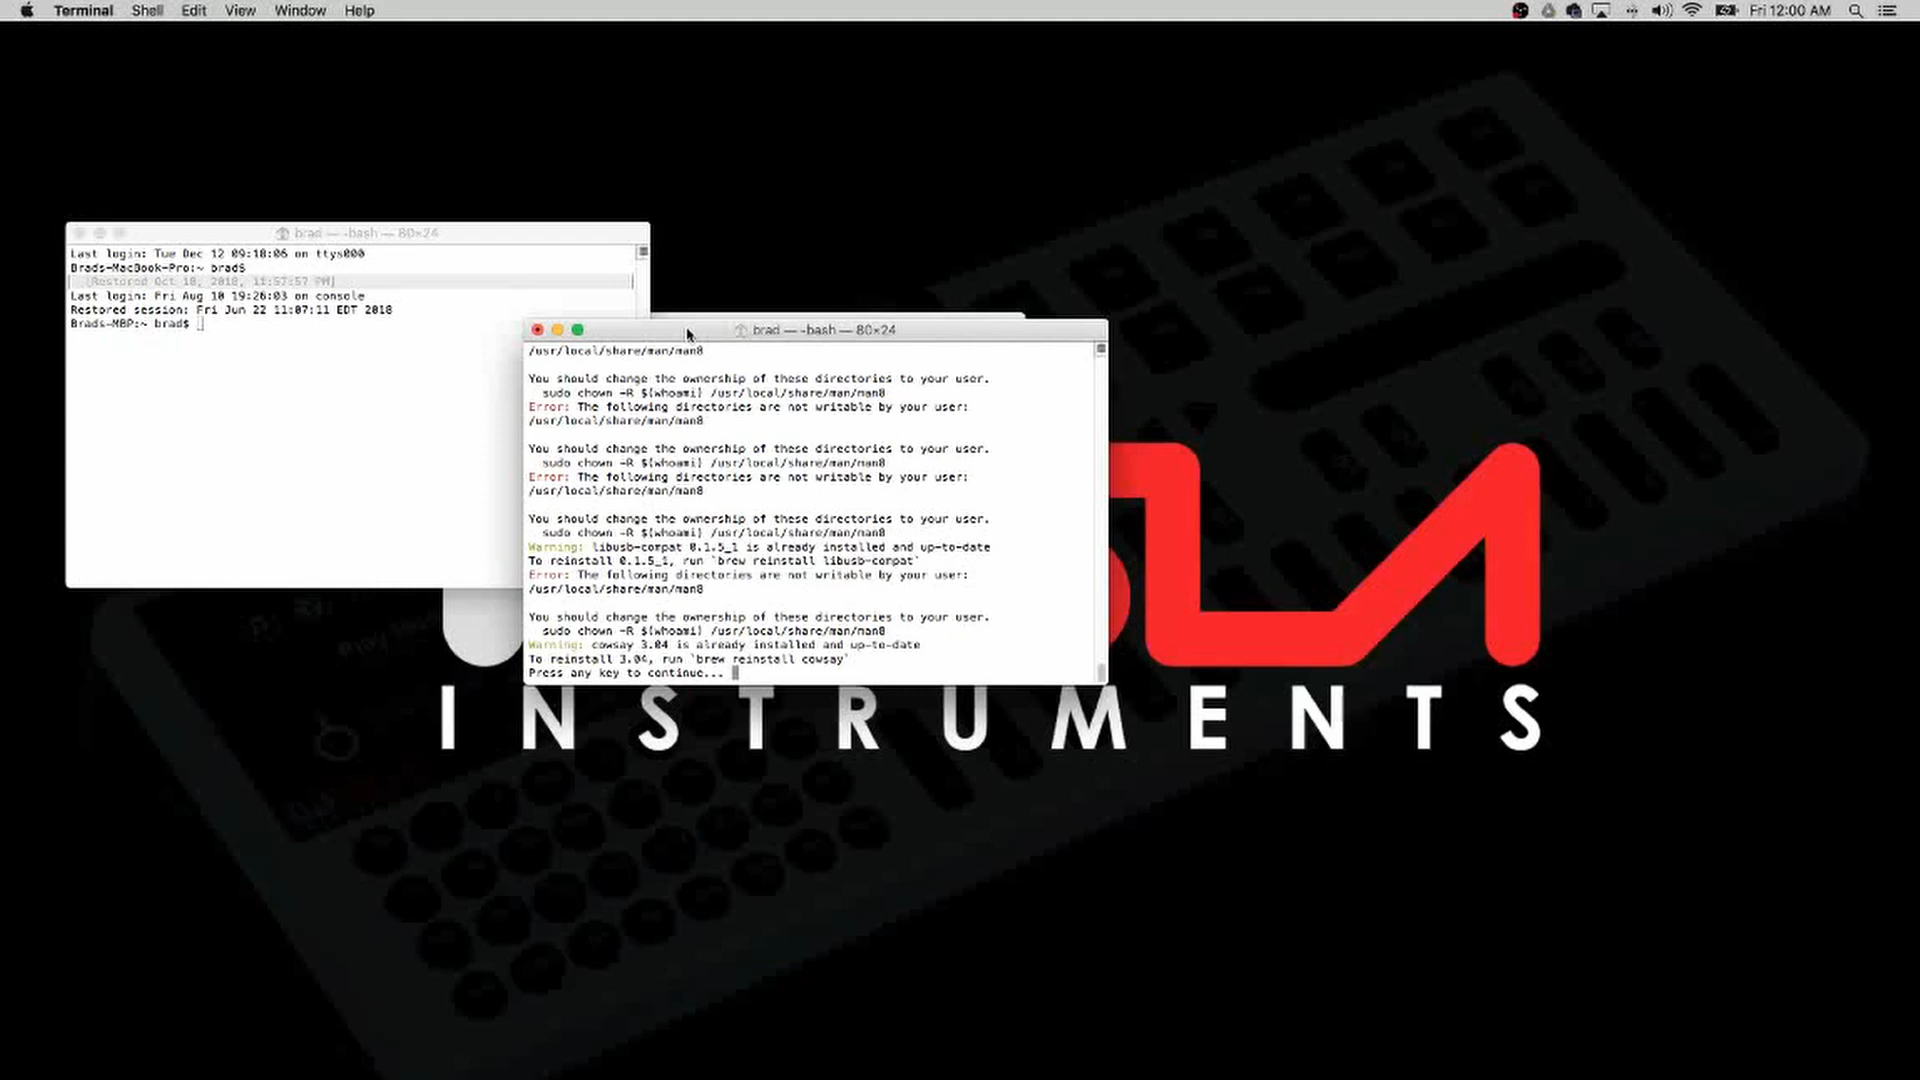 Terminal Shell Edit View Window Help
Fri 12:00 AM
brad — -bash — 80×24
Last login: Tue Dec 12 09:18:06 on ttys000
Brads-MacBook-Pro:~ brad$
[Restored Oct 18, 2018, 11:57:57 PM]
Last login: Fri Aug 10 19:26:03 on console
Restored session: Fri Jun 22 11:07:11 EDT 2018
Brads-MBP:~ brad$
brad — -bash — 80×24
/usr/local/share/man/man8
You should change the ownership of these directories to your user.
sudo chown -R $(whoami) /usr/local/share/man/man8
Error: The following directories are not writable by your user:
/usr/local/share/man/man8
You should change the ownership of these directories to your user.
sudo chown -R $(whoami) /usr/local/share/man/man8
Error: The following directories are not writable by your user:
/usr/local/share/man/man8
You should change the ownership of these directories to your user.
sudo chown -R $(whoami) /usr/local/share/man/man8
Warning: libusb-compat 0.1.5_1 is already installed and up-to-date
To reinstall 0.1.5_1, run `brew reinstall libusb-compat`
Error: The following directories are not writable by your user:
/usr/local/share/man/man8
You should change the ownership of these directories to your user.
sudo chown -R $(whoami) /usr/local/share/man/man8
Warning: cowsay 3.04 is already installed and up-to-date
To reinstall 3.04, run `brew reinstall cowsay`
Press any key to continue...
INSTRUMENTS